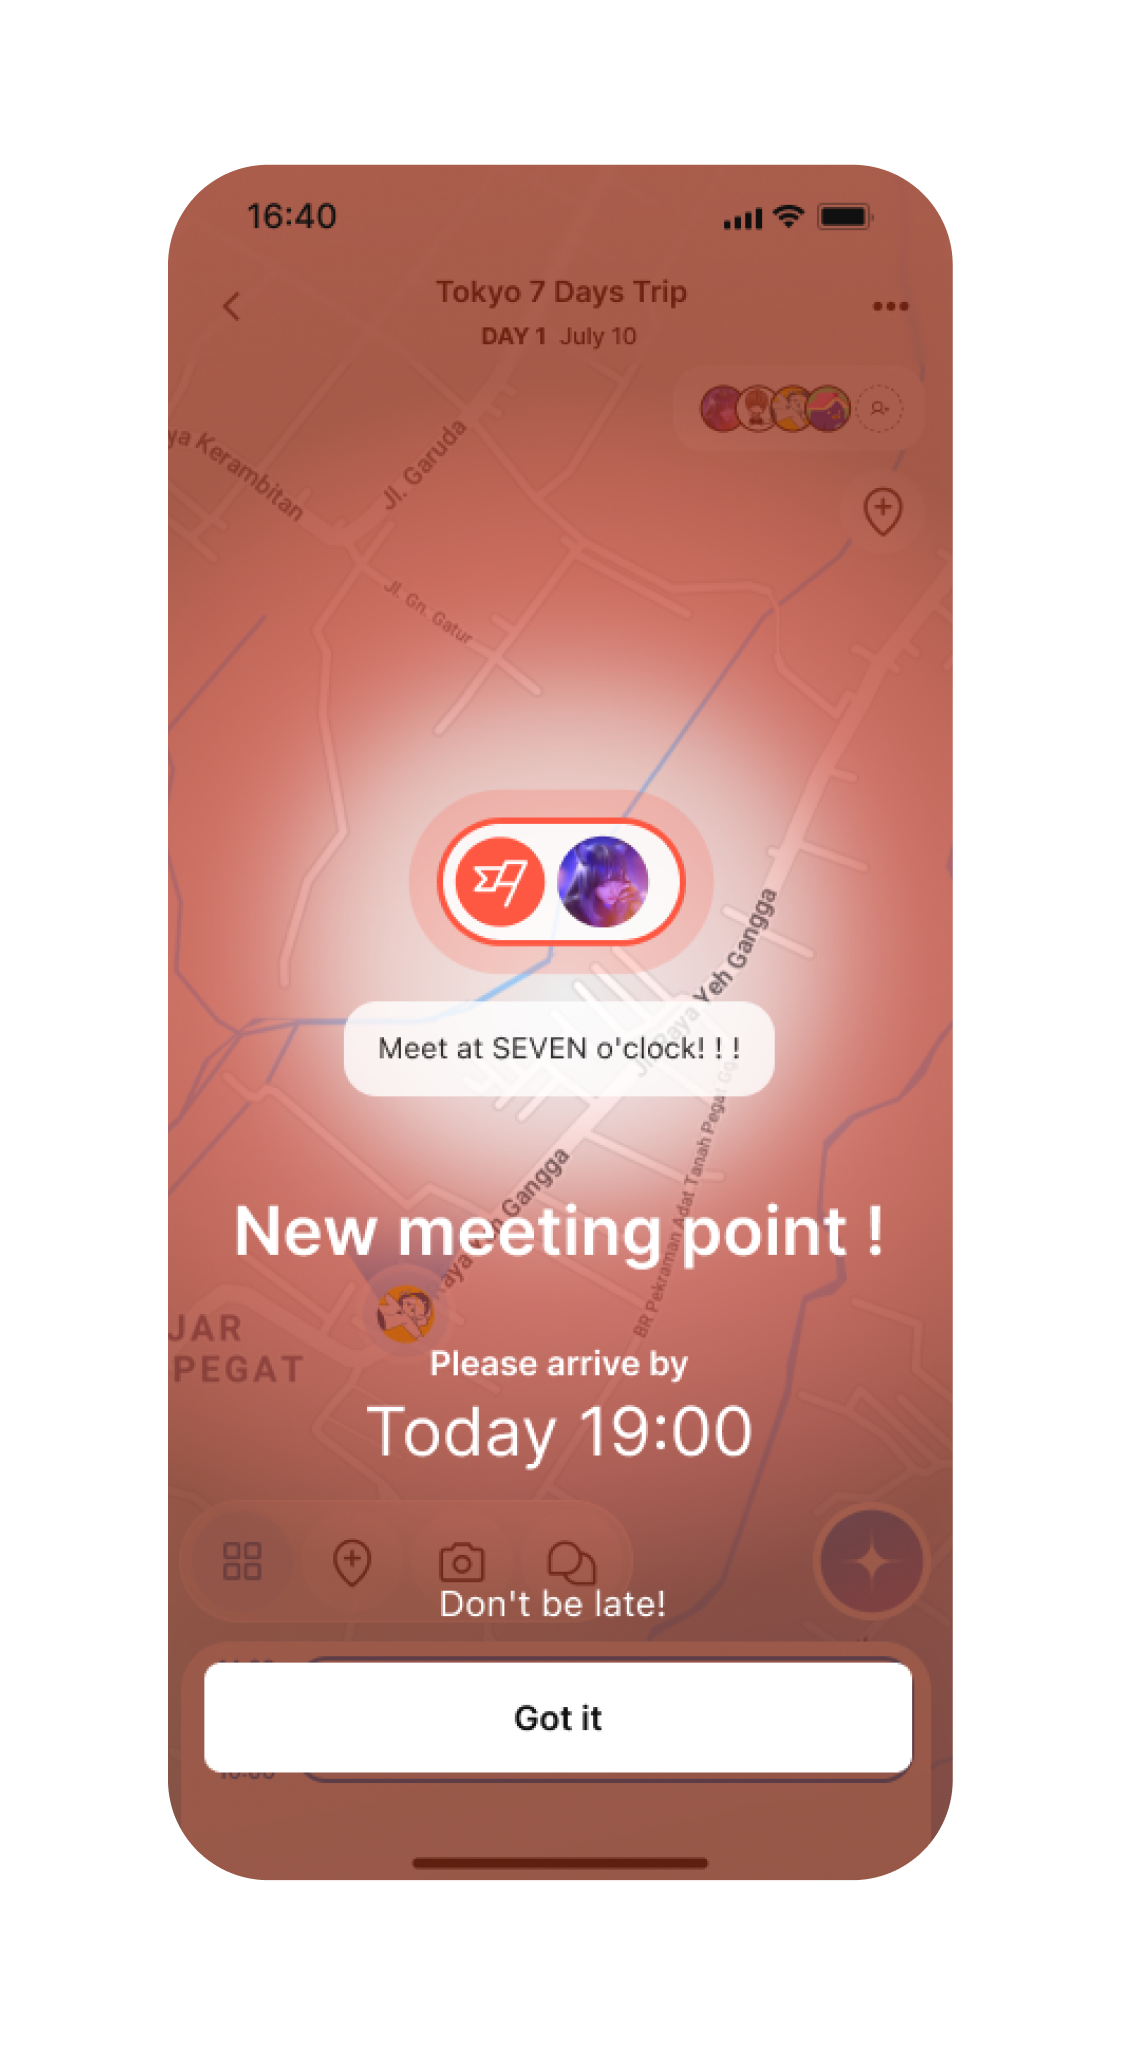 16:40
Tokyo 7 Days Trip
DAY 1 July 10
ya Kerambitan
Jl. Garuda
Jl. Gn. Gatur
Jl. Raya Yeh Gangga
Meet at SEVEN o'clock! ! !
BR Pekraman Adat Tanah Pegat Gg.
Raya Yeh Gangga
New meeting point !
JAR
PEGAT
Please arrive by
Today 19:00
Don't be late!
Got it